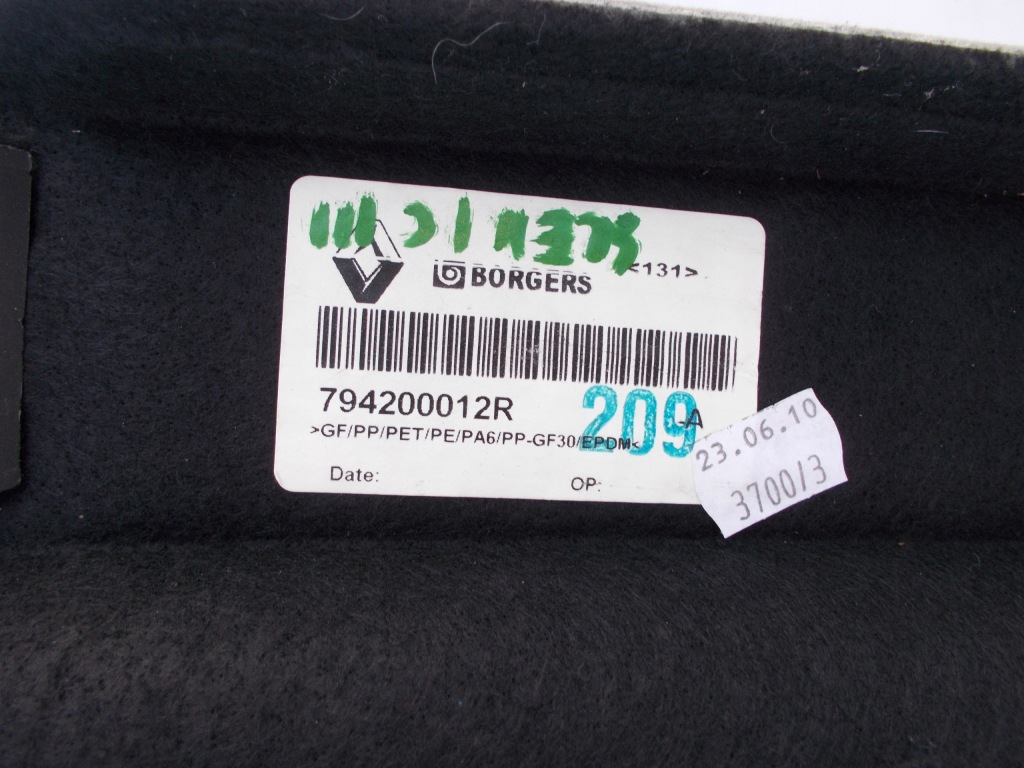 BORGERS <131>
794200012R
209
-A
>GF/PP/PET/PE/PA6/PP-GF30/EPDM<
Date: OP:
23.06.10
3700/3